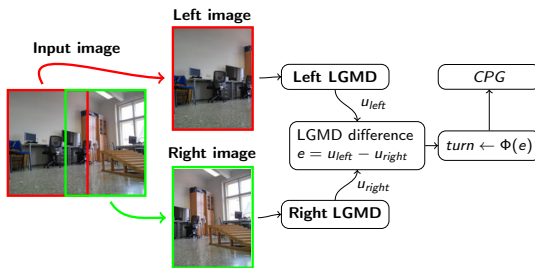 Left image
Input image
Left LGMD
CPG
u_left
LGMD difference
e = u_left − u_right
turn ← Φ(e)
Right image
u_right
Right LGMD